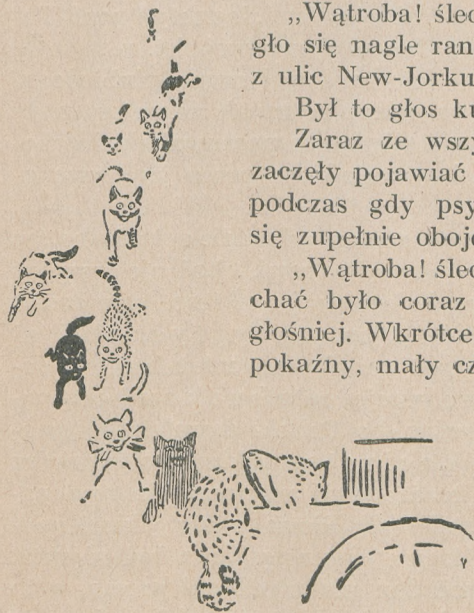 ,,Wątroba! śled
gło się nagle ran
z ulic New-Jorku
Był to głos ku
Zaraz ze wszy
zaczęły pojawiać
podczas gdy psy
się zupełnie oboję
,,Wątroba! śled
chać było coraz
głośniej. Wkrótce
pokaźny, mały cz